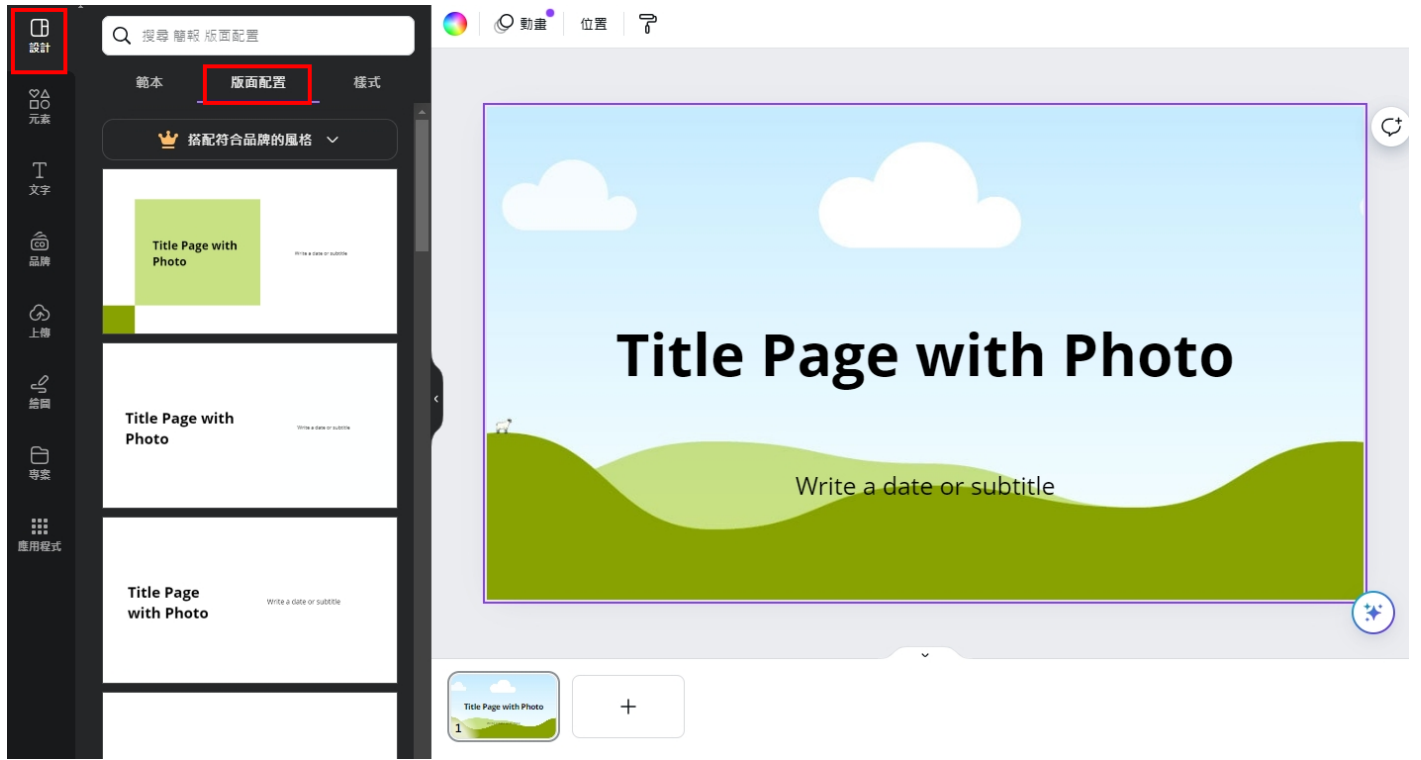 設計
元素
文字
品牌
上傳
繪圖
專案
應用程式
搜尋 簡報 版面配置
範本
版面配置
樣式
搭配符合品牌的風格
Title Page with
Photo
Write a date or subtitle
Title Page with
Photo
Write a date or subtitle
Title Page
with Photo
Write a date or subtitle
動畫
位置
Title Page with Photo
Write a date or subtitle
Title Page with Photo
1